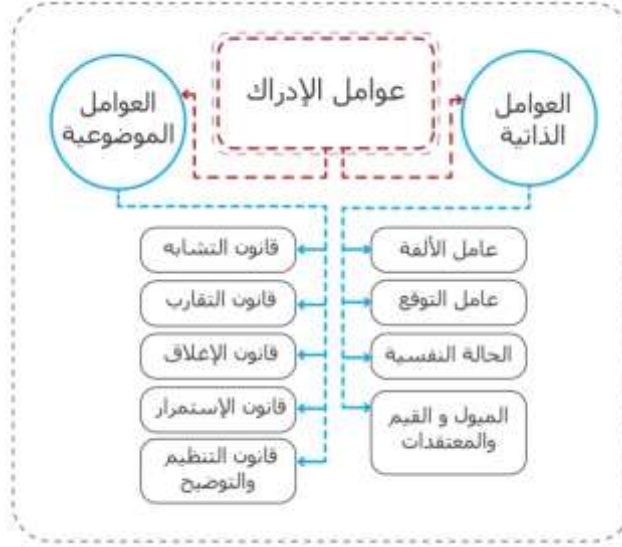 عوامل الإدراك
العوامل
الذاتية
العوامل
الموضوعية
عامل الألفة
عامل التوقع
الحالة النفسية
الميول و القيم
والمعتقدات
قانون التشابه
قانون التقارب
قانون الإغلاق
قانون الإستمرار
قانون التنظيم
والتوضيح